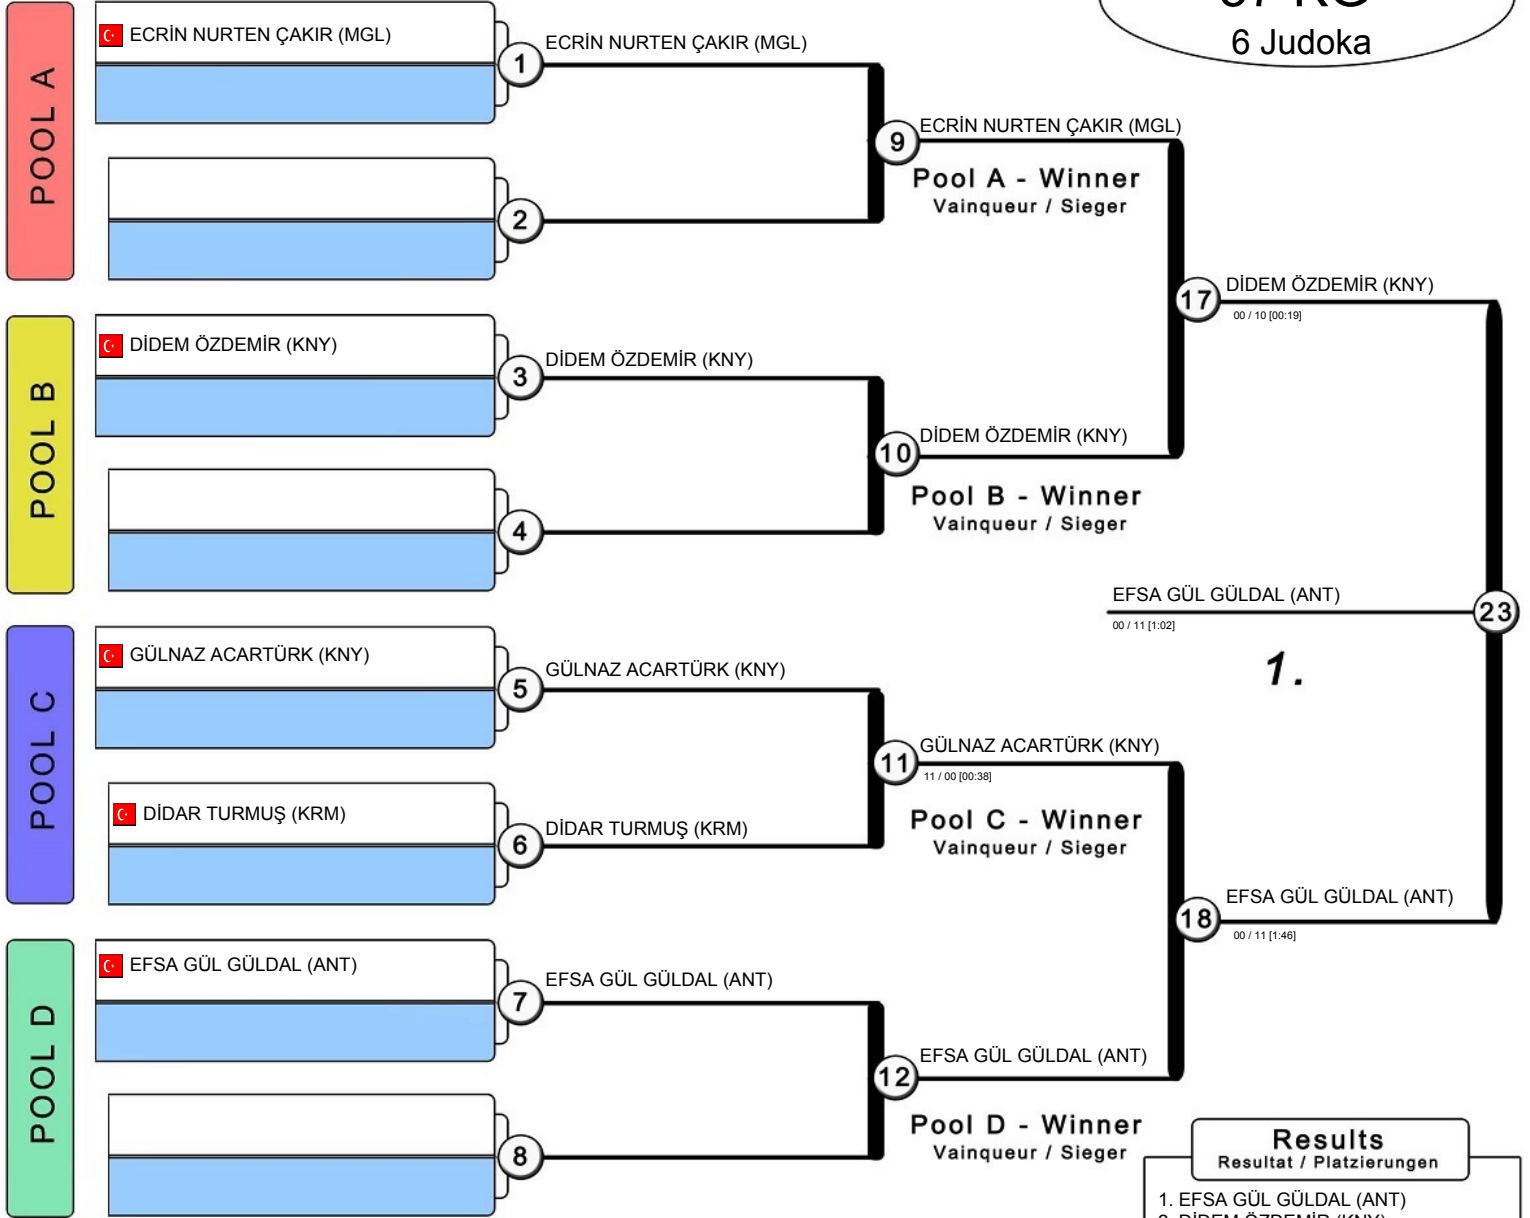 6 Judoka
POOL A
ECRİN NURTEN ÇAKIR (MGL)
1
ECRİN NURTEN ÇAKIR (MGL)
2
9
ECRİN NURTEN ÇAKIR (MGL)
Pool A - Winner
Vainqueur / Sieger
17
DİDEM ÖZDEMİR (KNY)
00 / 10 [00:19]
POOL B
DİDEM ÖZDEMİR (KNY)
3
DİDEM ÖZDEMİR (KNY)
4
10
DİDEM ÖZDEMİR (KNY)
Pool B - Winner
Vainqueur / Sieger
EFSA GÜL GÜLDAL (ANT)
23
00 / 11 [1:02]
1.
POOL C
GÜLNAZ ACARTÜRK (KNY)
5
GÜLNAZ ACARTÜRK (KNY)
DİDAR TURMUŞ (KRM)
6
DİDAR TURMUŞ (KRM)
11
GÜLNAZ ACARTÜRK (KNY)
11 / 00 [00:38]
Pool C - Winner
Vainqueur / Sieger
18
EFSA GÜL GÜLDAL (ANT)
00 / 11 [1:46]
POOL D
EFSA GÜL GÜLDAL (ANT)
7
EFSA GÜL GÜLDAL (ANT)
8
12
EFSA GÜL GÜLDAL (ANT)
Pool D - Winner
Vainqueur / Sieger
Results
Resultat / Platzierungen
1. EFSA GÜL GÜLDAL (ANT)
2. DİDEM ÖZDEMİR (KNY)